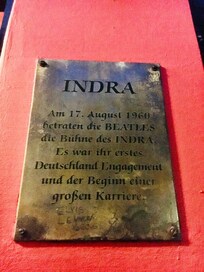 INDRA
Am 17. August 1960
betraten die BEATLES
die Bühne des INDRA.
Es war ihr erstes
Deutschland Engagement
und der Beginn einer
großen Karriere.